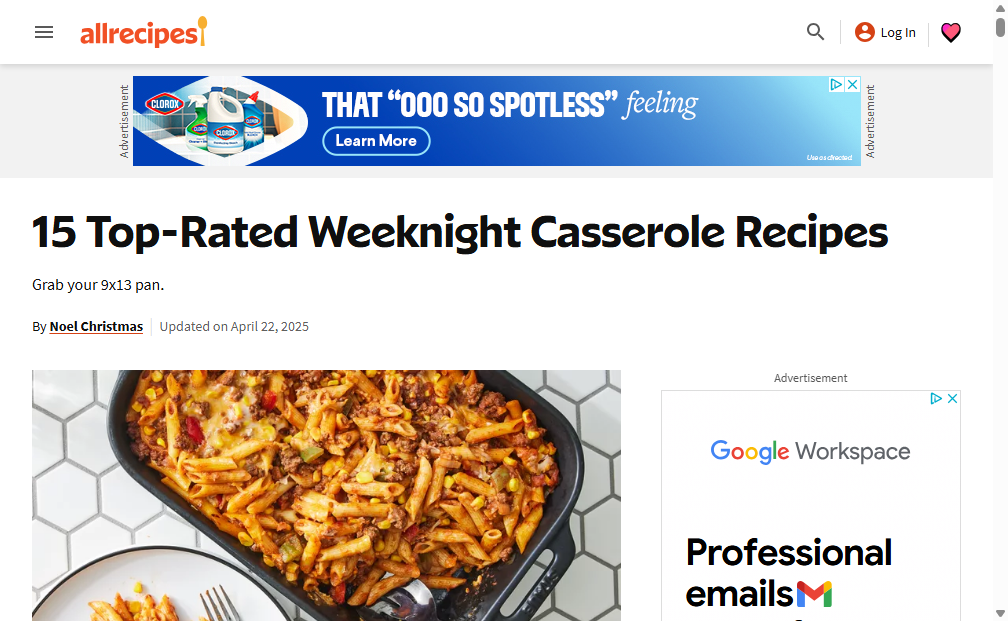 allrecipes
Log In
Advertisement
CLOROX
THAT “OOO SO SPOTLESS” feeling
Learn More
Use as directed.
Advertisement
15 Top-Rated Weeknight Casserole Recipes
Grab your 9x13 pan.
By Noel Christmas
Updated on April 22, 2025
Advertisement
Google Workspace
Professional
emails